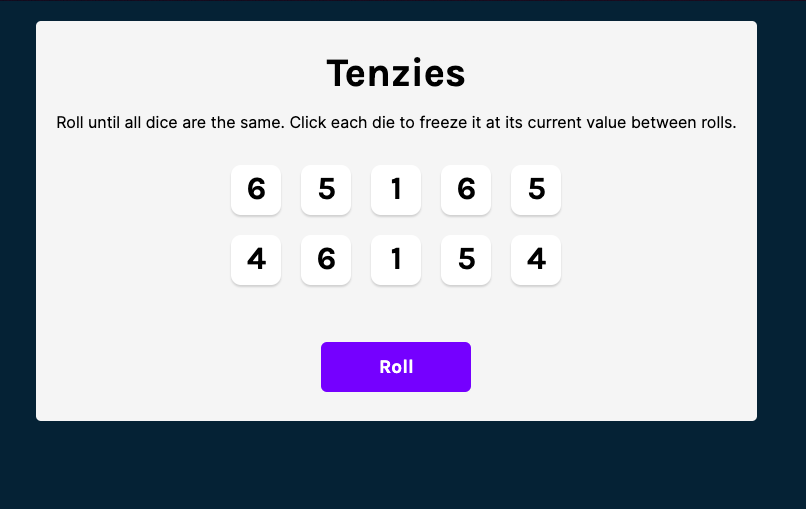 Tenzies
Roll until all dice are the same. Click each die to freeze it at its current value between rolls.
6 5 1 6 5
4 6 1 5 4
Roll